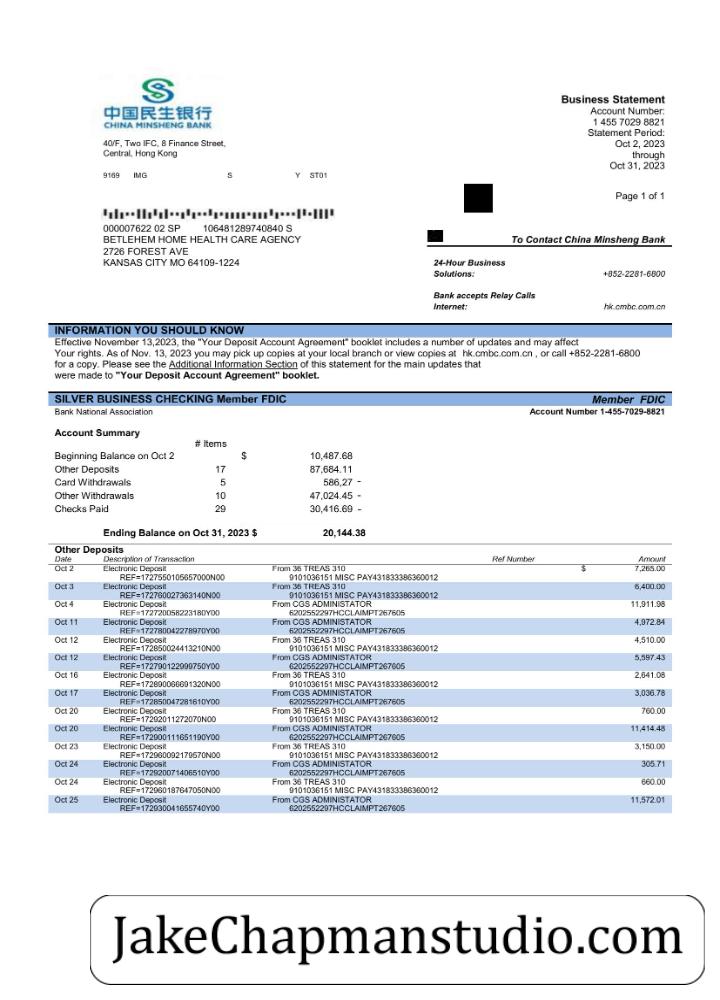 中国民生银行
CHINA MINSHENG BANK
40/F, Two IFC, 8 Finance Street,
Central, Hong Kong
9169 IMG S Y ST01
Business Statement
Account Number:
1 455 7029 8821
Statement Period:
Oct 2, 2023
through
Oct 31, 2023
Page 1 of 1
000007622 02 SP 106481289740840 S
BETLEHEM HOME HEALTH CARE AGENCY
2726 FOREST AVE
KANSAS CITY MO 64109-1224
To Contact China Minsheng Bank
24-Hour Business
Solutions: +852-2281-6800
Bank accepts Relay Calls
Internet: hk.cmbc.com.cn
INFORMATION YOU SHOULD KNOW
Effective November 13,2023, the "Your Deposit Account Agreement" booklet includes a number of updates and may affect
Your rights. As of Nov. 13, 2023 you may pick up copies at your local branch or view copies at hk.cmbc.com.cn , or call +852-2281-6800
for a copy. Please see the Additional Information Section of this statement for the main updates that
were made to "Your Deposit Account Agreement" booklet.
SILVER BUSINESS CHECKING Member FDIC Member FDIC
Bank National Association Account Number 1-455-7029-8821
Account Summary
# Items
Beginning Balance on Oct 2 $ 10,487.68
Other Deposits 17 87,684.11
Card Withdrawals 5 586,27 -
Other Withdrawals 10 47,024.45 -
Checks Paid 29 30,416.69 -
Ending Balance on Oct 31, 2023 $ 20,144.38
Other Deposits
Date Description of Transaction Ref Number Amount
Oct 2 Electronic Deposit From 36 TREAS 310 $ 7,265.00
REF=1727550105657000N00 9101036151 MISC PAY431833386360012
Oct 3 Electronic Deposit From 36 TREAS 310 6,400.00
REF=172760027363140N00 9101036151 MISC PAY431833386360012
Oct 4 Electronic Deposit From CGS ADMINISTATOR 11,911.98
REF=172720058223180Y00 6202552297HCCLAIMPT267605
Oct 11 Electronic Deposit From CGS ADMINISTATOR 4,972.84
REF=172780042278970Y00 6202552297HCCLAIMPT267605
Oct 12 Electronic Deposit From 36 TREAS 310 4,510.00
REF=172850024413210N00 9101036151 MISC PAY431833386360012
Oct 12 Electronic Deposit From CGS ADMINISTATOR 5,597.43
REF=172790122999750Y00 6202552297HCCLAIMPT267605
Oct 16 Electronic Deposit From 36 TREAS 310 2,641.08
REF=172890066691320N00 9101036151 MISC PAY431833386360012
Oct 17 Electronic Deposit From CGS ADMINISTATOR 3,036.78
REF=172850047281610Y00 6202552297HCCLAIMPT267605
Oct 20 Electronic Deposit From 36 TREAS 310 760.00
REF=17292011272070N00 9101036151 MISC PAY431833386360012
Oct 20 Electronic Deposit From CGS ADMINISTATOR 11,414.48
REF=172900111651190Y00 6202552297HCCLAIMPT267605
Oct 23 Electronic Deposit From 36 TREAS 310 3,150.00
REF=172960092179570N00 9101036151 MISC PAY431833386360012
Oct 24 Electronic Deposit From CGS ADMINISTATOR 305.71
REF=172920071406510Y00 6202552297HCCLAIMPT267605
Oct 24 Electronic Deposit From 36 TREAS 310 660.00
REF=172960187647050N00 9101036151 MISC PAY431833386360012
Oct 25 Electronic Deposit From CGS ADMINISTATOR 11,572.01
REF=172930041655740Y00 6202552297HCCLAIMPT267605
JakeChapmanstudio.com